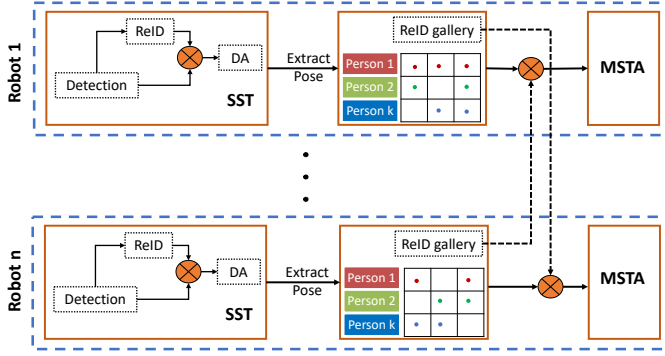 Robot 1
ReID
Detection
DA
SST
Extract
Pose
ReID gallery
Person 1
Person 2
Person k
MSTA
Robot n
ReID
Detection
DA
SST
Extract
Pose
ReID gallery
Person 1
Person 2
Person k
MSTA